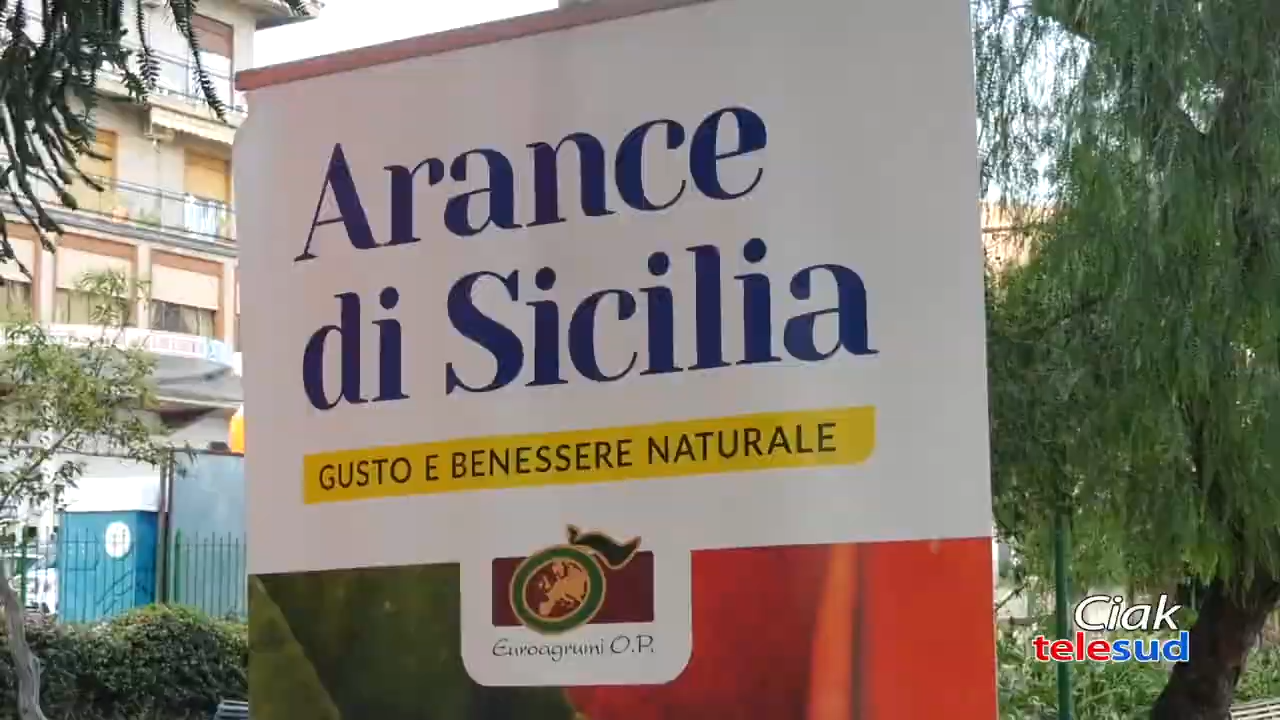 Arance
di Sicilia
GUSTO E BENESSERE NATURALE
Euroagrumi O.P.
Ciak
telesud